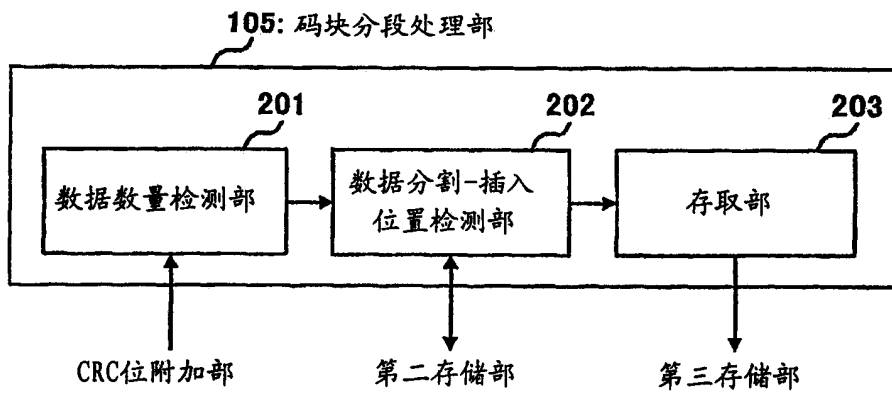 105: 码块分段处理部
201
202
203
数据数量检测部
数据分割-插入
位置检测部
存取部
CRC位附加部
第二存储部
第三存储部